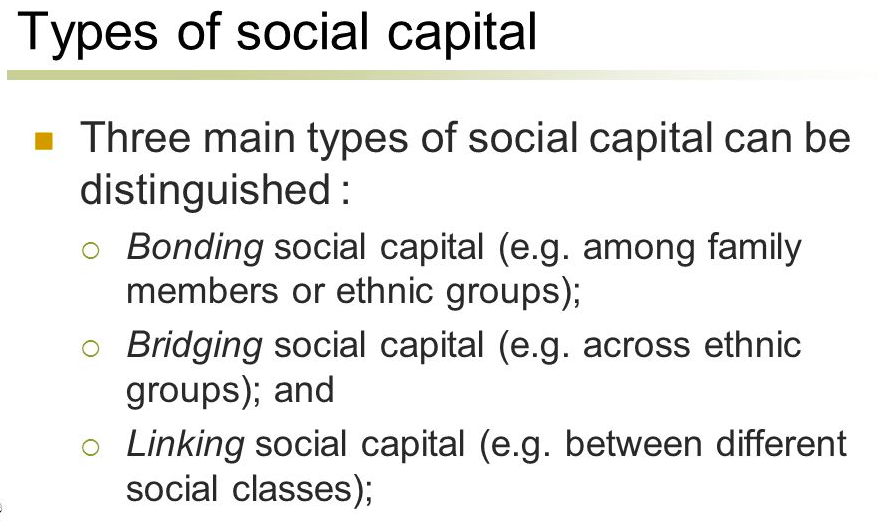 Types of social capital
Three main types of social capital can be
distinguished :
Bonding social capital (e.g. among family
members or ethnic groups);
Bridging social capital (e.g. across ethnic
groups); and
Linking social capital (e.g. between different
social classes);